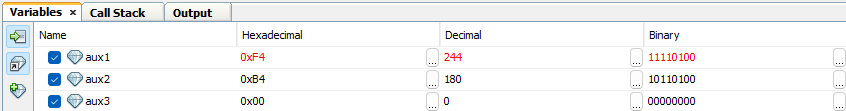 Variables × Call Stack Output
Name Hexadecimal Decimal Binary
aux1 0xF4 ... 244 ... 11110100 ...
aux2 0xB4 ... 180 ... 10110100 ...
aux3 0x00 ... 0 ... 00000000 ...